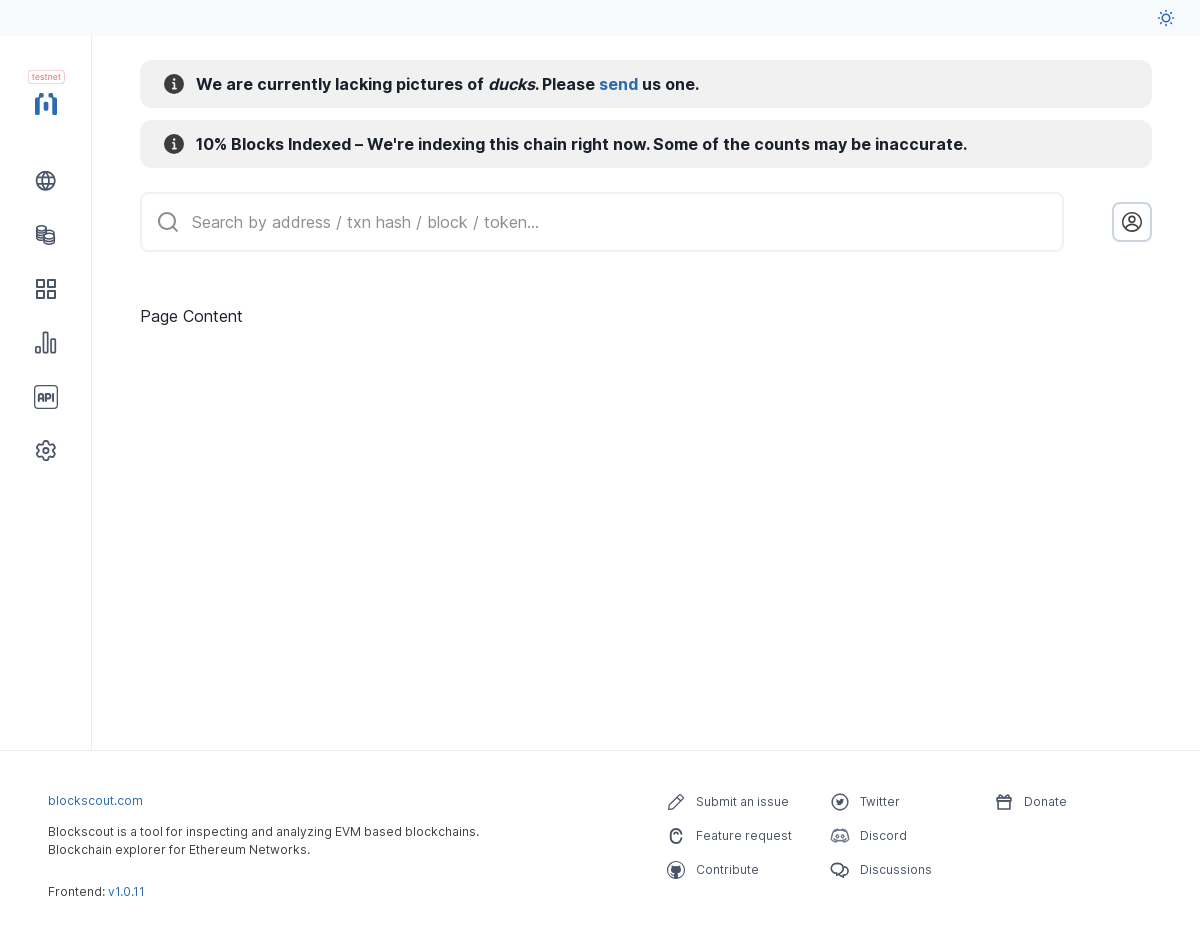 testnet
We are currently lacking pictures of ducks. Please send us one.
10% Blocks Indexed – We're indexing this chain right now. Some of the counts may be inaccurate.
Search by address / txn hash / block / token...
Page Content
API
blockscout.com
Blockscout is a tool for inspecting and analyzing EVM based blockchains.
Blockchain explorer for Ethereum Networks.
Frontend: v1.0.11
Submit an issue
Feature request
Contribute
Twitter
Discord
Discussions
Donate